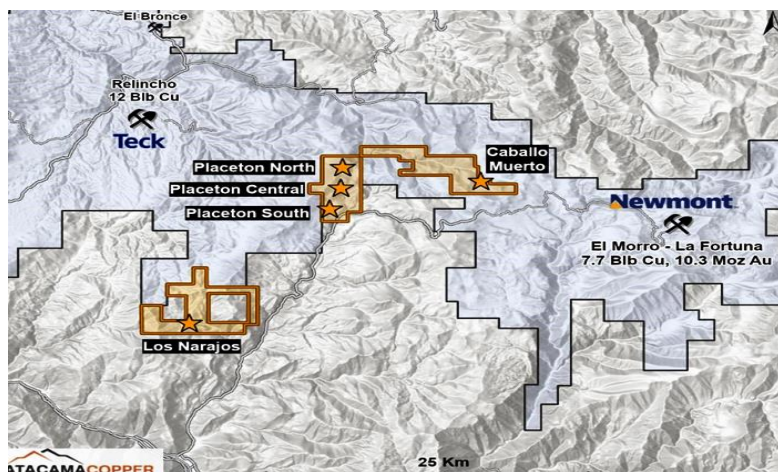 El Bronce
Relincho
12 Blb Cu
Teck
Placeton North
Placeton Central
Placeton South
Caballo
Muerto
Newmont
El Morro - La Fortuna
7.7 Blb Cu, 10.3 Moz Au
Los Narajos
25 Km
ATACAMACOPPER